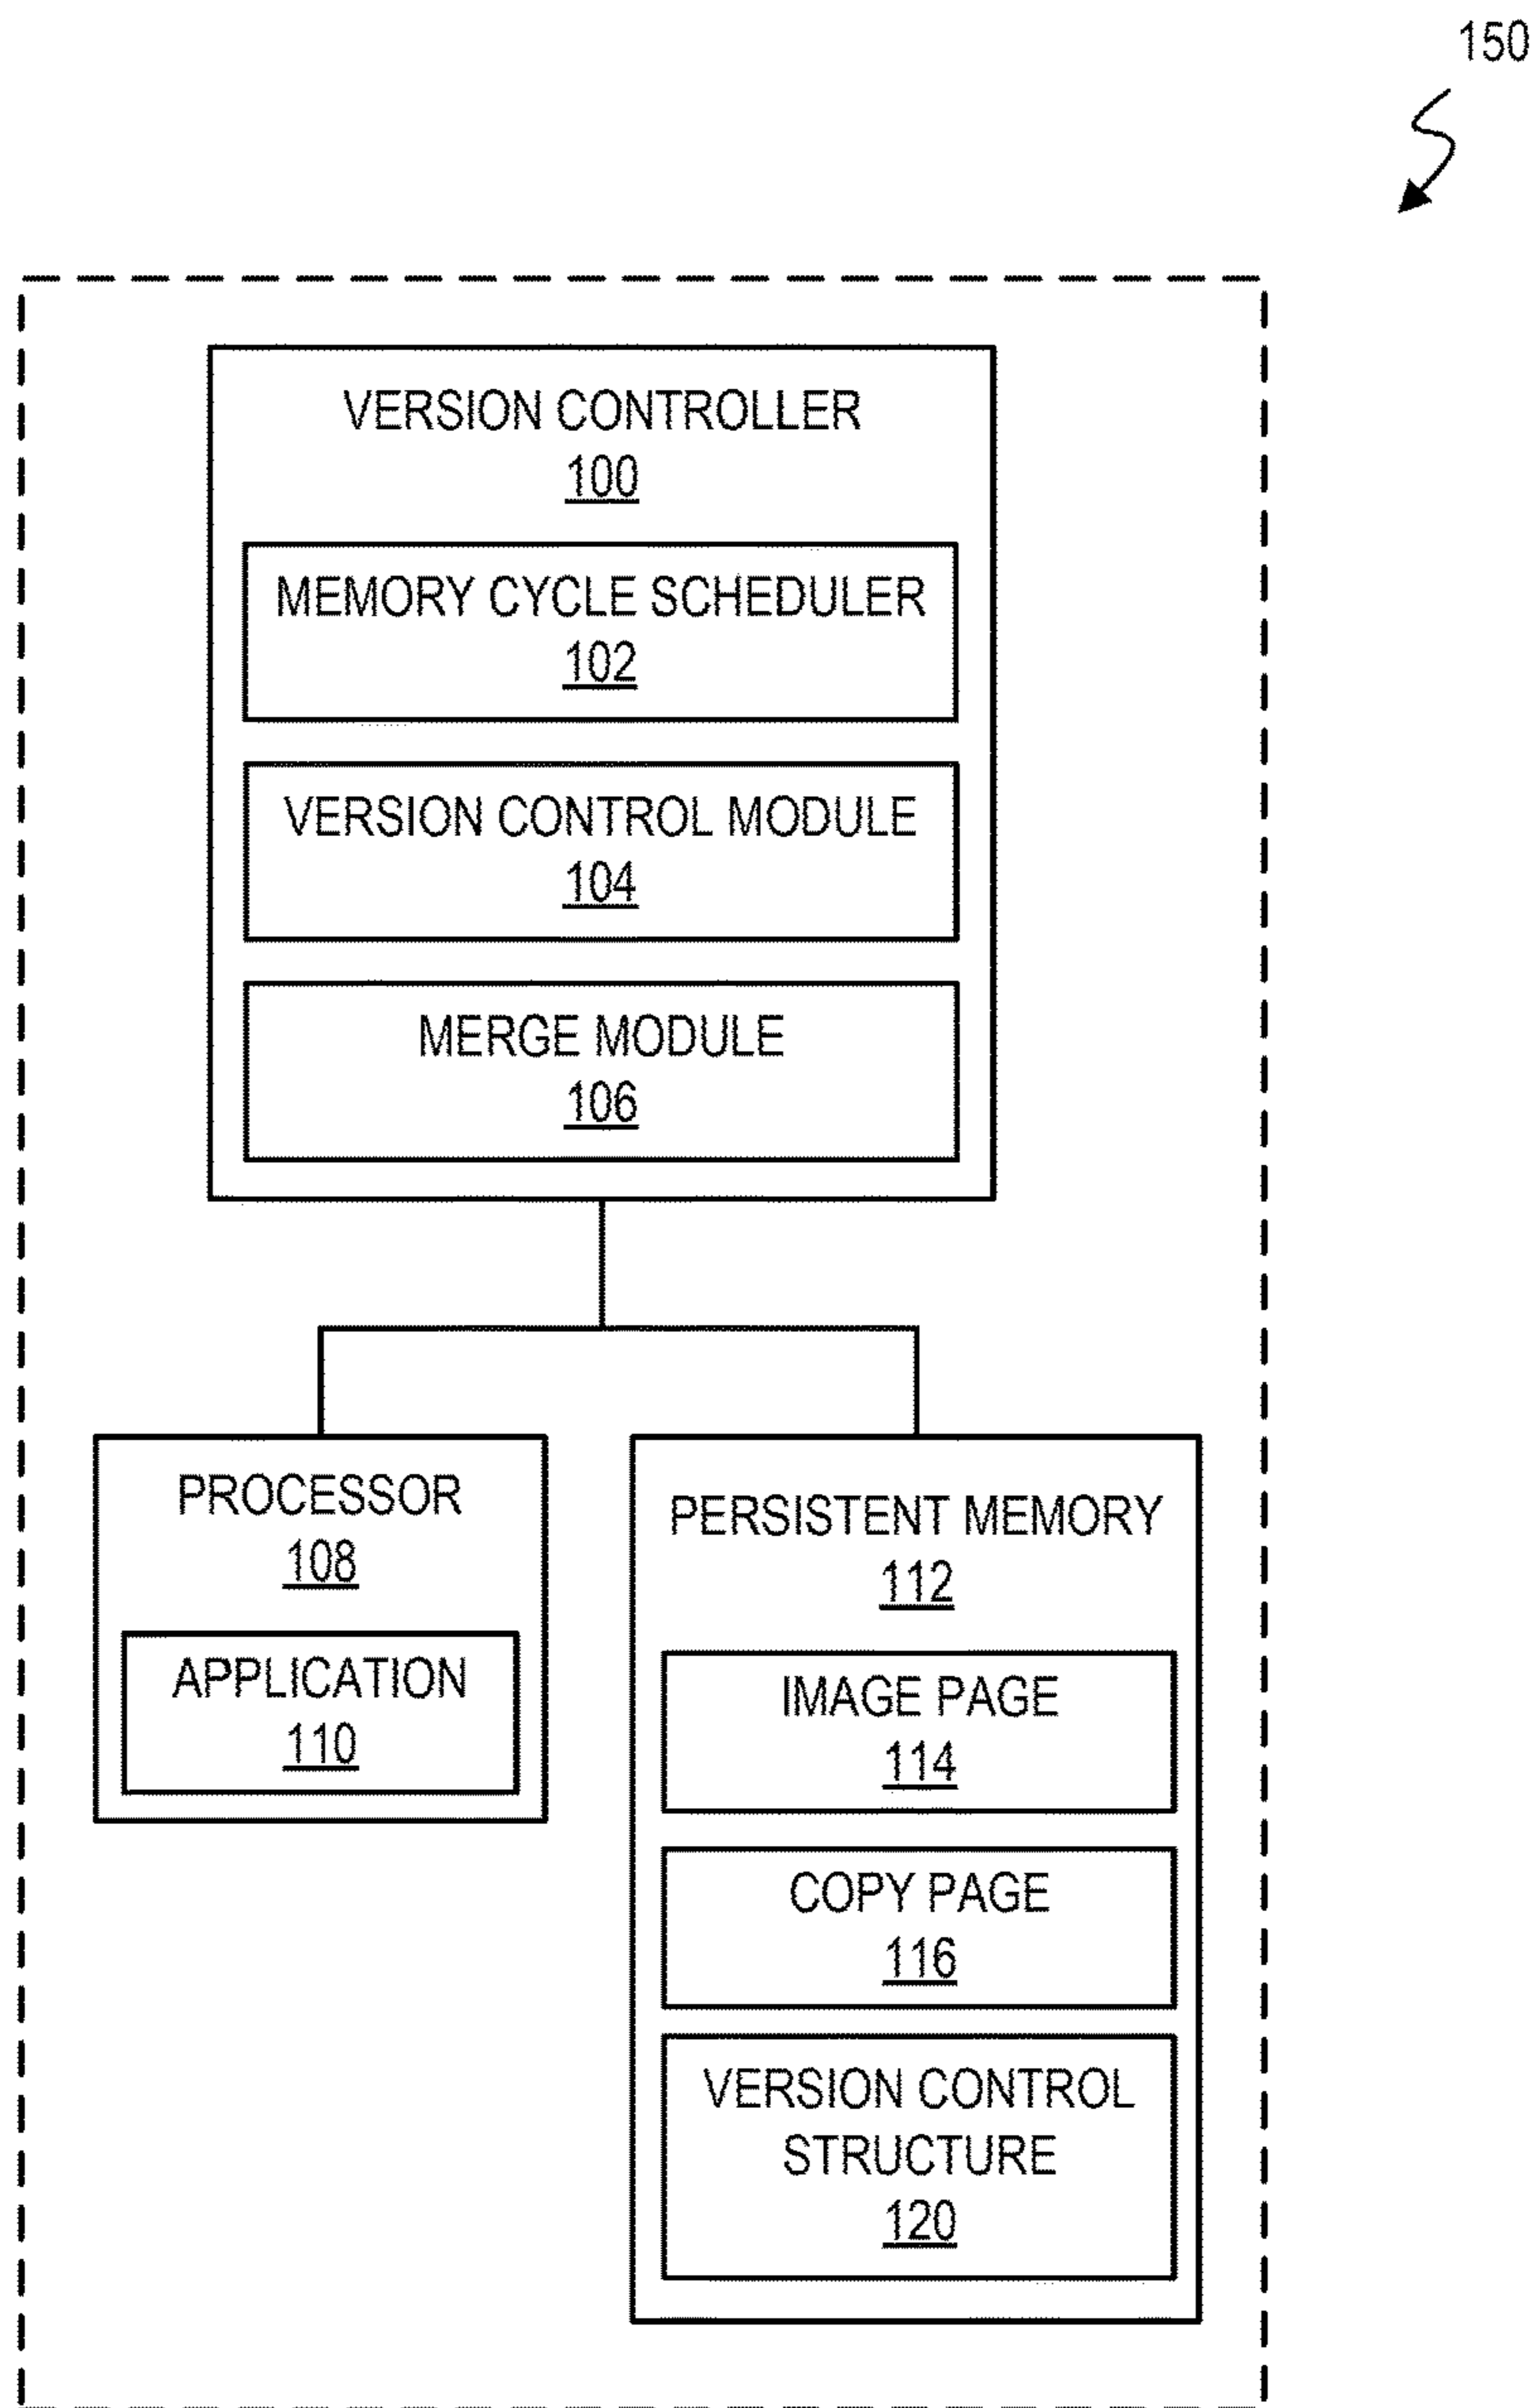 150
VERSION CONTROLLER
100
MEMORY CYCLE SCHEDULER
102
VERSION CONTROL MODULE
104
MERGE MODULE
106
PROCESSOR
108
APPLICATION
110
PERSISTENT MEMORY
112
IMAGE PAGE
114
COPY PAGE
116
VERSION CONTROL
STRUCTURE
120